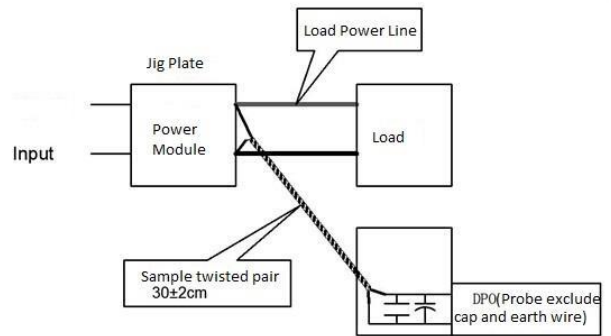 Load Power Line
Jig Plate
Power
Module
Load
Input
Sample twisted pair
30±2cm
DPO(Probe exclude
cap and earth wire)